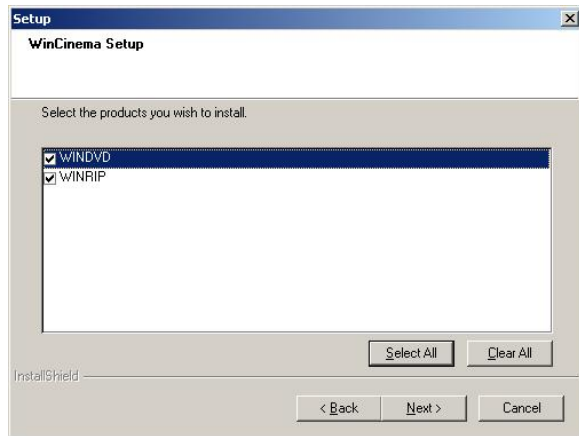 Setup
WinCinema Setup
Select the products you wish to install.
WINDVD
WINRIP
Select All Clear All
InstallShield
< Back Next > Cancel